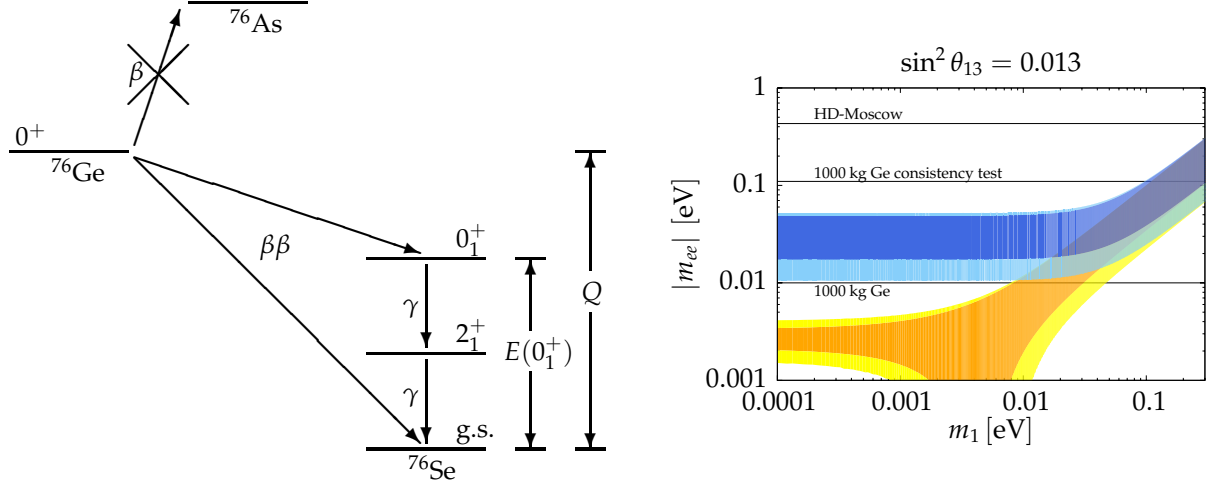 ⁷⁶As
β
0⁺
⁷⁶Ge
ββ
0₁⁺
γ
2₁⁺
γ
g.s.
⁷⁶Se
E(0₁⁺)
Q
sin² θ₁₃ = 0.013
1
0.1
0.01
0.001
|mₑₑ| [eV]
HD-Moscow
1000 kg Ge consistency test
1000 kg Ge
0.0001 0.001 0.01 0.1
m₁ [eV]